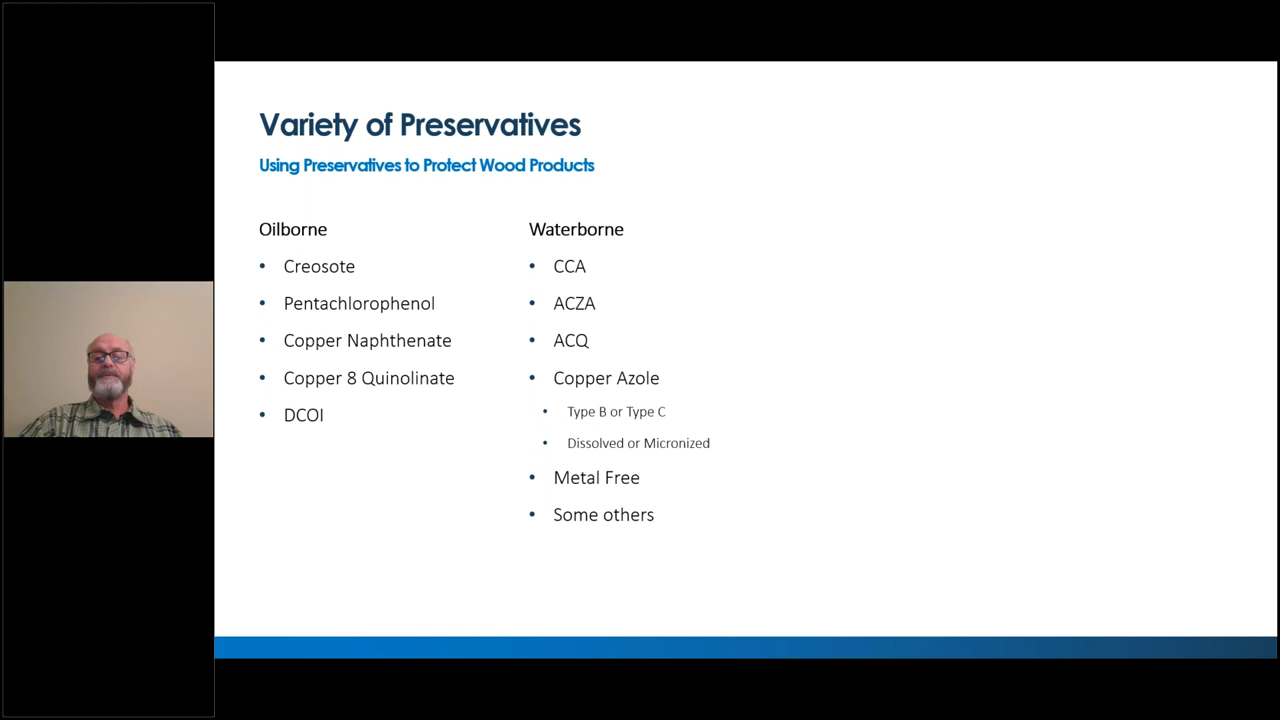 Variety of Preservatives
Using Preservatives to Protect Wood Products
Oilborne
• Creosote
• Pentachlorophenol
• Copper Naphthenate
• Copper 8 Quinolinate
• DCOI
Waterborne
• CCA
• ACZA
• ACQ
• Copper Azole
• Type B or Type C
• Dissolved or Micronized
• Metal Free
• Some others